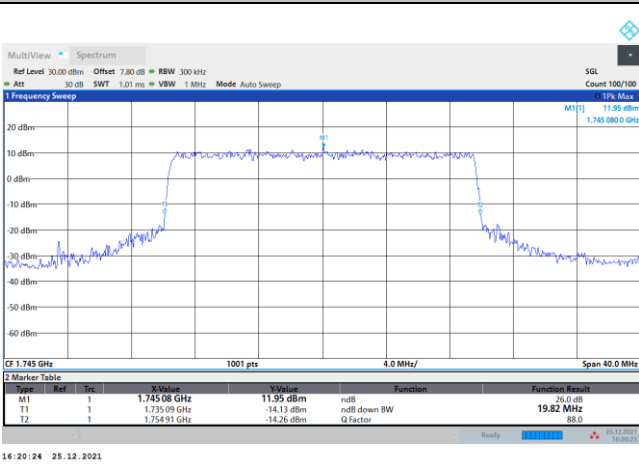 MultiView Spectrum
Ref Level 30.00 dBm Offset 7.80 dB RBW 300 kHz SGL
Att 30 dB SWT 1.01 ms VBW 1 MHz Mode Auto Sweep Count 100/100
1 Frequency Sweep 1Pk Max
M1[1] 11.95 dBm
1.745 080 0 GHz
20 dBm
M1
10 dBm
0 dBm
-10 dBm
T1
-20 dBm
-30 dBm
-40 dBm
-50 dBm
-60 dBm
CF 1.745 GHz 1001 pts 4.0 MHz/ Span 40.0 MHz
2 Marker Table
Type Ref Trc X-Value Y-Value Function Function Result
M1 1 1.745 08 GHz 11.95 dBm ndB 26.0 dB
T1 1 1.735 09 GHz -14.13 dBm ndB down BW 19.82 MHz
T2 1 1.754 91 GHz -14.26 dBm Q Factor 88.0
Ready 25.12.2021
16:20:23
16:20:24 25.12.2021